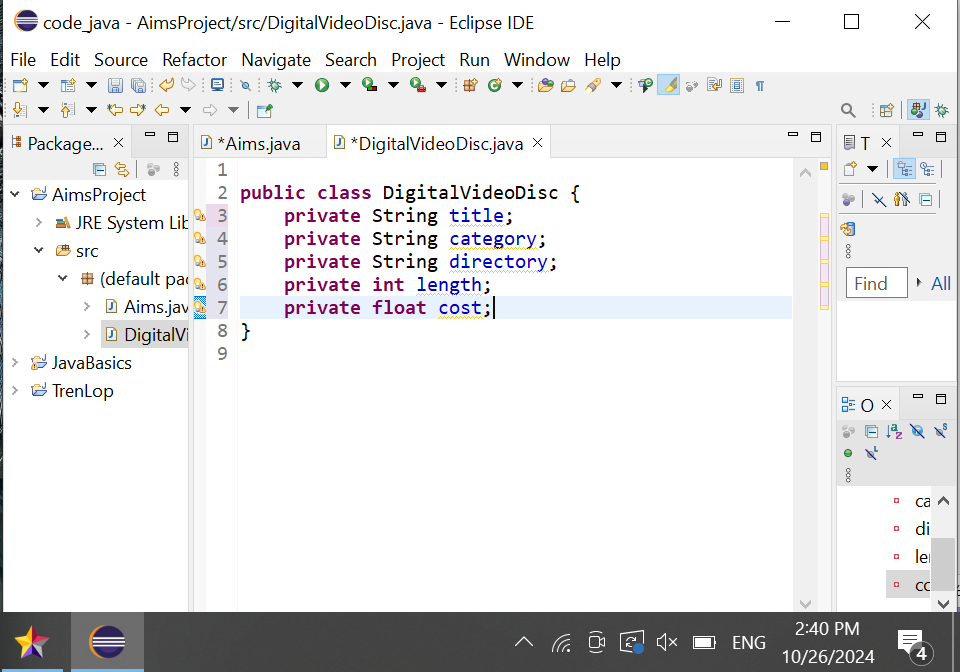 code_java - AimsProject/src/DigitalVideoDisc.java - Eclipse IDE
File Edit Source Refactor Navigate Search Project Run Window Help
Package...
*Aims.java
*DigitalVideoDisc.java
T
AimsProject
JRE System Lib
src
(default pac
Aims.jav
DigitalVi
JavaBasics
TrenLop
1
2 public class DigitalVideoDisc {
3 private String title;
4 private String category;
5 private String directory;
6 private int length;
7 private float cost;
8 }
9
Find
All
O
ca
di
len
co
ENG
2:40 PM
10/26/2024
4